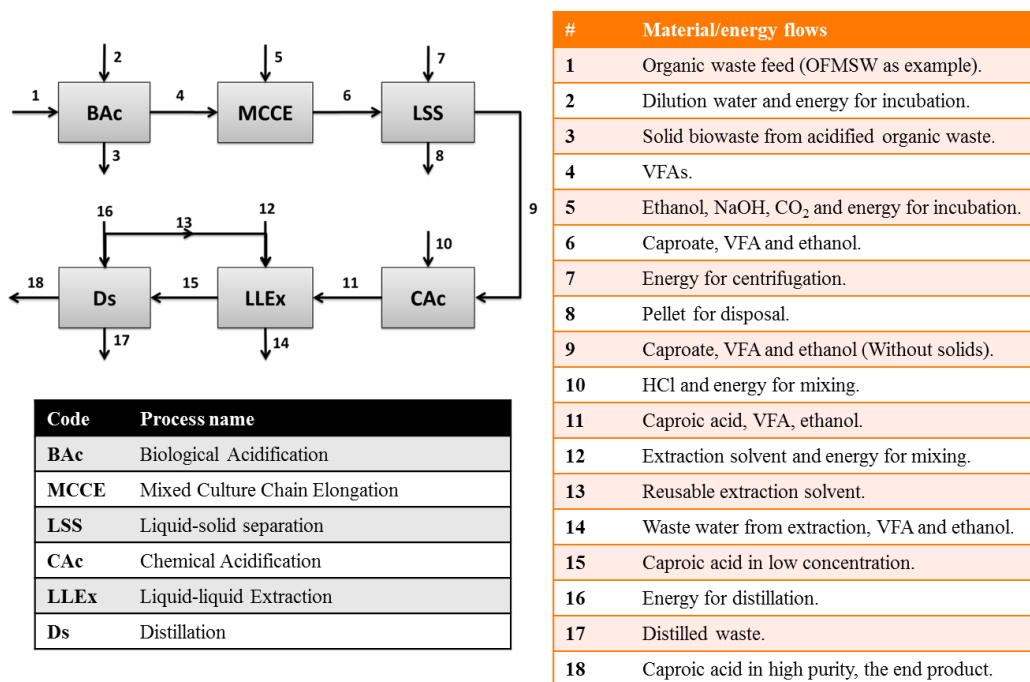 2
5
7
1
BAc
4
MCCE
6
LSS
3
8
9
16
13
12
10
18
Ds
15
LLEx
11
CAc
17
14
Code Process name
BAc Biological Acidification
MCCE Mixed Culture Chain Elongation
LSS Liquid-solid separation
CAc Chemical Acidification
LLEx Liquid-liquid Extraction
Ds Distillation
# Material/energy flows
1 Organic waste feed (OFMSW as example).
2 Dilution water and energy for incubation.
3 Solid biowaste from acidified organic waste.
4 VFAs.
5 Ethanol, NaOH, CO₂ and energy for incubation.
6 Caproate, VFA and ethanol.
7 Energy for centrifugation.
8 Pellet for disposal.
9 Caproate, VFA and ethanol (Without solids).
10 HCl and energy for mixing.
11 Caproic acid, VFA, ethanol.
12 Extraction solvent and energy for mixing.
13 Reusable extraction solvent.
14 Waste water from extraction, VFA and ethanol.
15 Caproic acid in low concentration.
16 Energy for distillation.
17 Distilled waste.
18 Caproic acid in high purity, the end product.